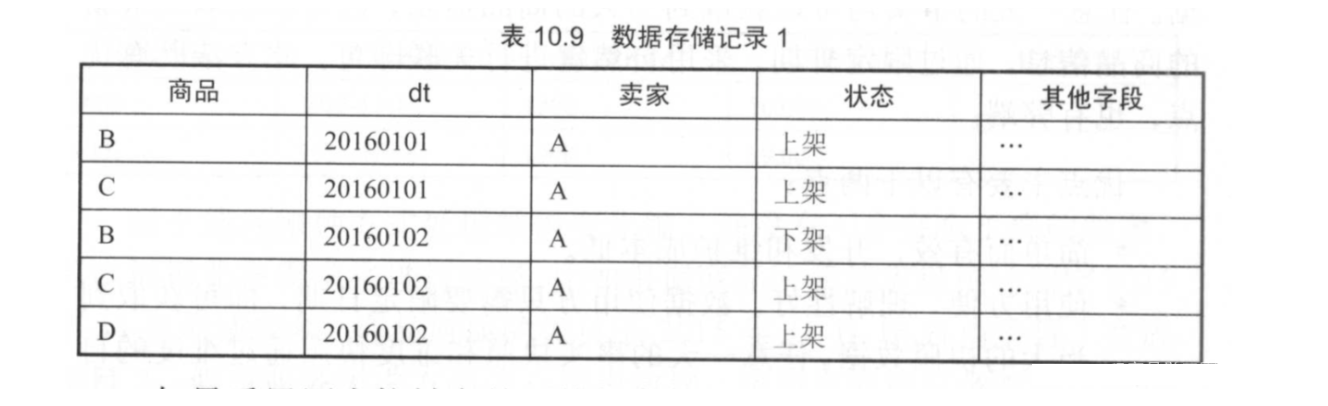 表 10.9 数据存储记录 1
商品 dt 卖家 状态 其他字段
B 20160101 A 上架 …
C 20160101 A 上架 …
B 20160102 A 下架 …
C 20160102 A 上架 …
D 20160102 A 上架 …